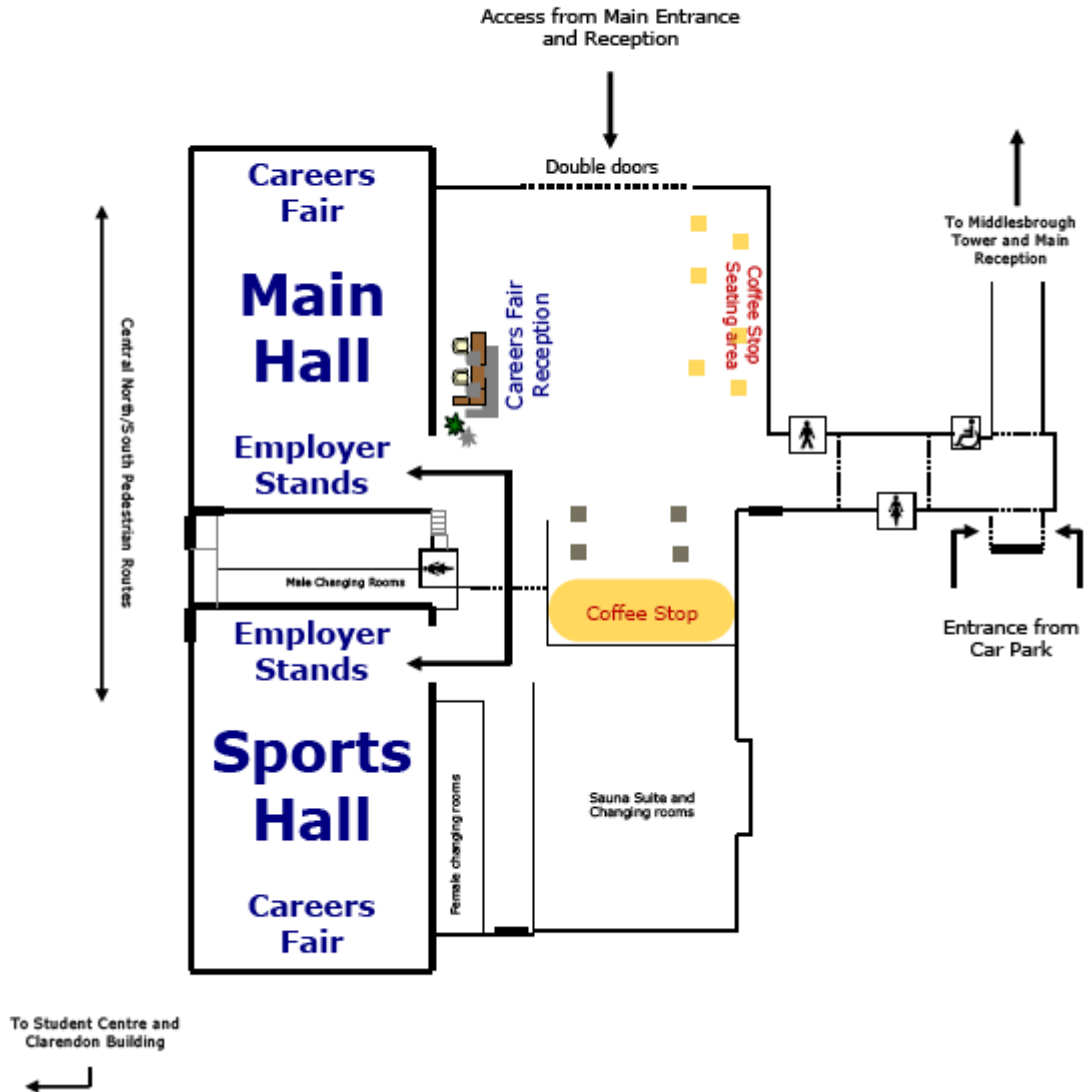 Access from Main Entrance
and Reception
Double doors
Careers
Fair
Main
Hall
Employer
Stands
Careers Fair
Reception
Coffee Stop
Seating area
To Middlesbrough
Tower and Main
Reception
Central North/South Pedestrian Routes
Male Changing Rooms
Coffee Stop
Entrance from
Car Park
Employer
Stands
Sports
Hall
Careers
Fair
Female changing rooms
Sauna Suite and
Changing rooms
To Student Centre and
Clarendon Building